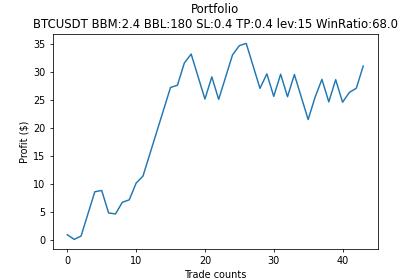 Portfolio
BTCUSDT BBM:2.4 BBL:180 SL:0.4 TP:0.4 lev:15 WinRatio:68.0
35
30
25
20
15
10
5
0
Profit ($)
0 10 20 30 40
Trade counts